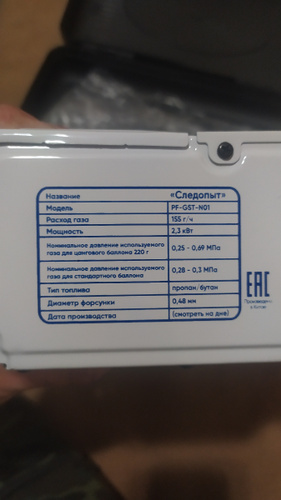 Название «Следопыт»
Модель PF-GST-N01
Расход газа 155 г/ч
Мощность 2,3 кВт
Номинальное давление используемого
газа для цангового баллона 220 г 0,25 - 0,69 МПа
Номинальное давление используемого
газа для стандартного баллона 0,28 - 0,3 МПа
Тип топлива пропан/бутан
Диаметр форсунки 0,48 мм
Дата производства (смотреть на дне)
EAC
Произведено
в Китае